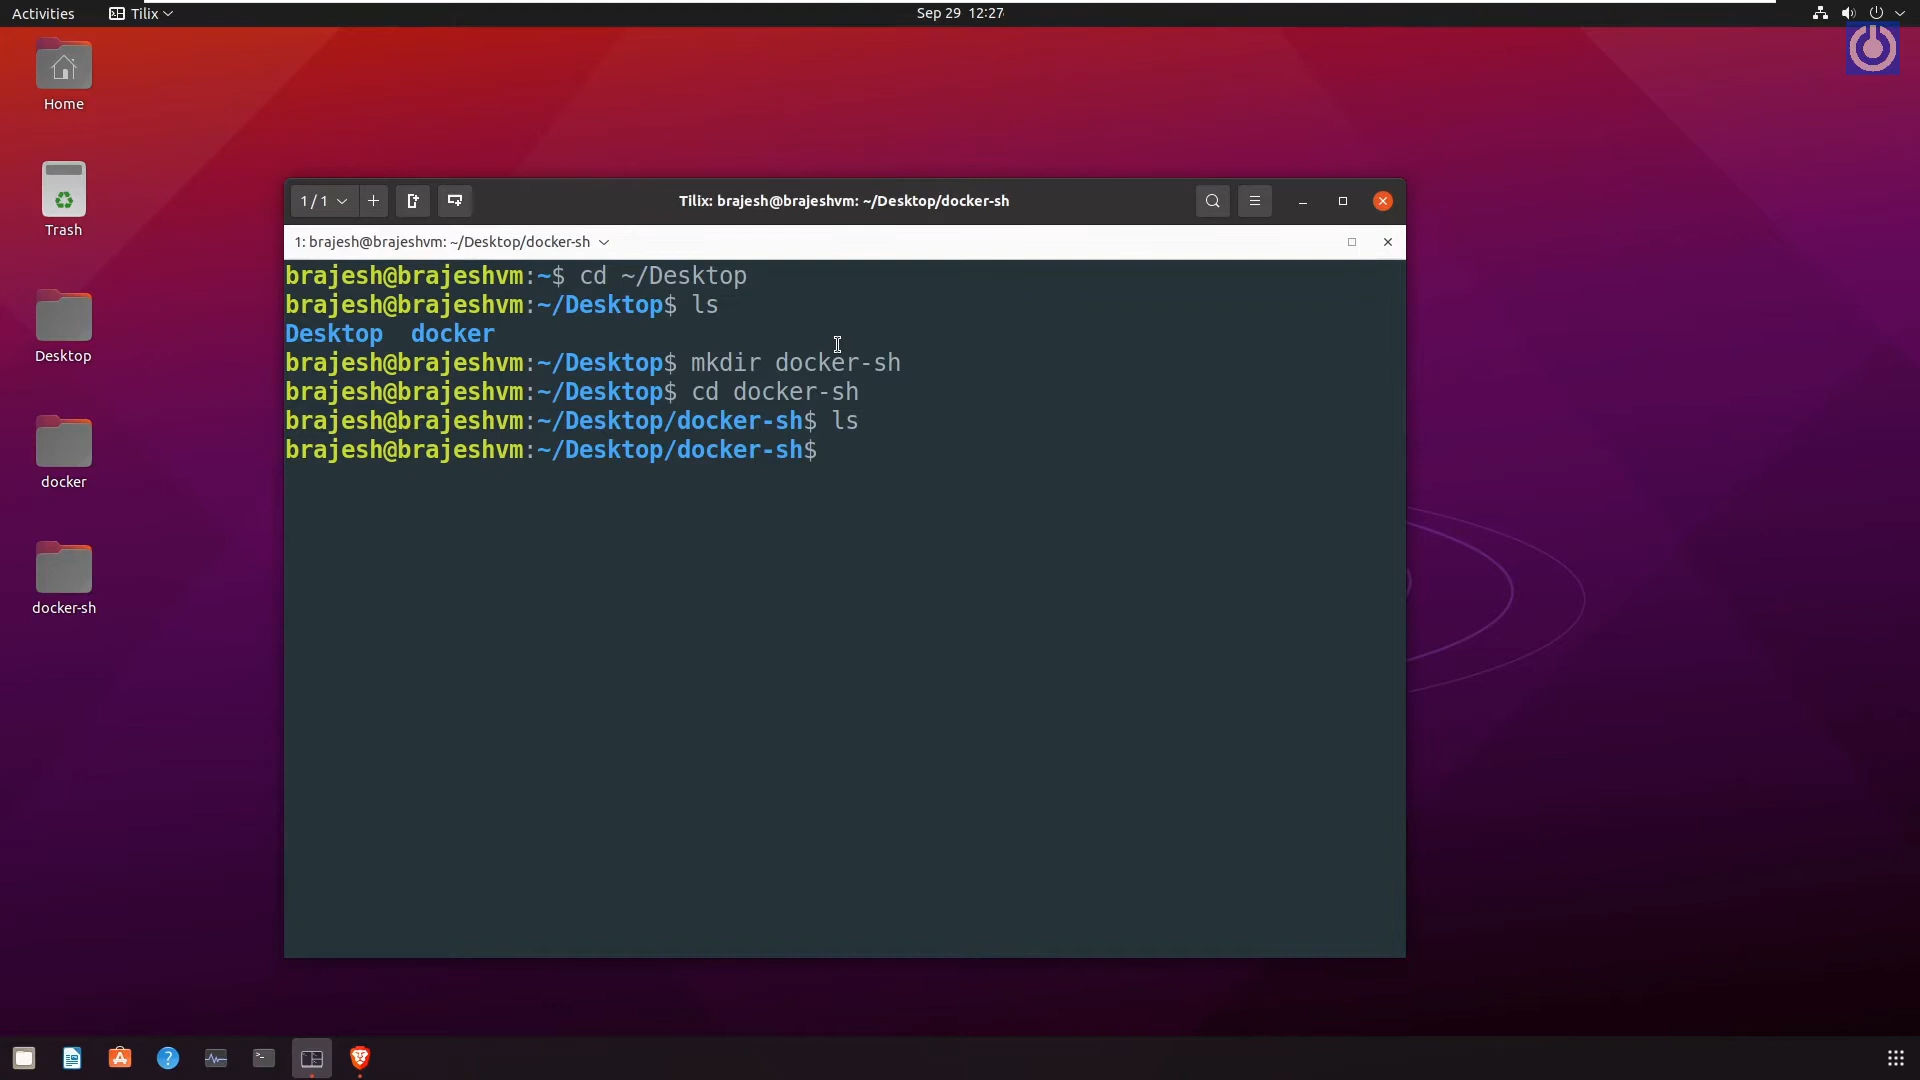 Activities
Tilix
Sep 29 12:27
Home
Trash
Desktop
docker
docker-sh
1 / 1
Tilix: brajesh@brajeshvm: ~/Desktop/docker-sh
1: brajesh@brajeshvm: ~/Desktop/docker-sh
brajesh@brajeshvm:~$ cd ~/Desktop
brajesh@brajeshvm:~/Desktop$ ls
Desktop  docker
brajesh@brajeshvm:~/Desktop$ mkdir docker-sh
brajesh@brajeshvm:~/Desktop$ cd docker-sh
brajesh@brajeshvm:~/Desktop/docker-sh$ ls
brajesh@brajeshvm:~/Desktop/docker-sh$